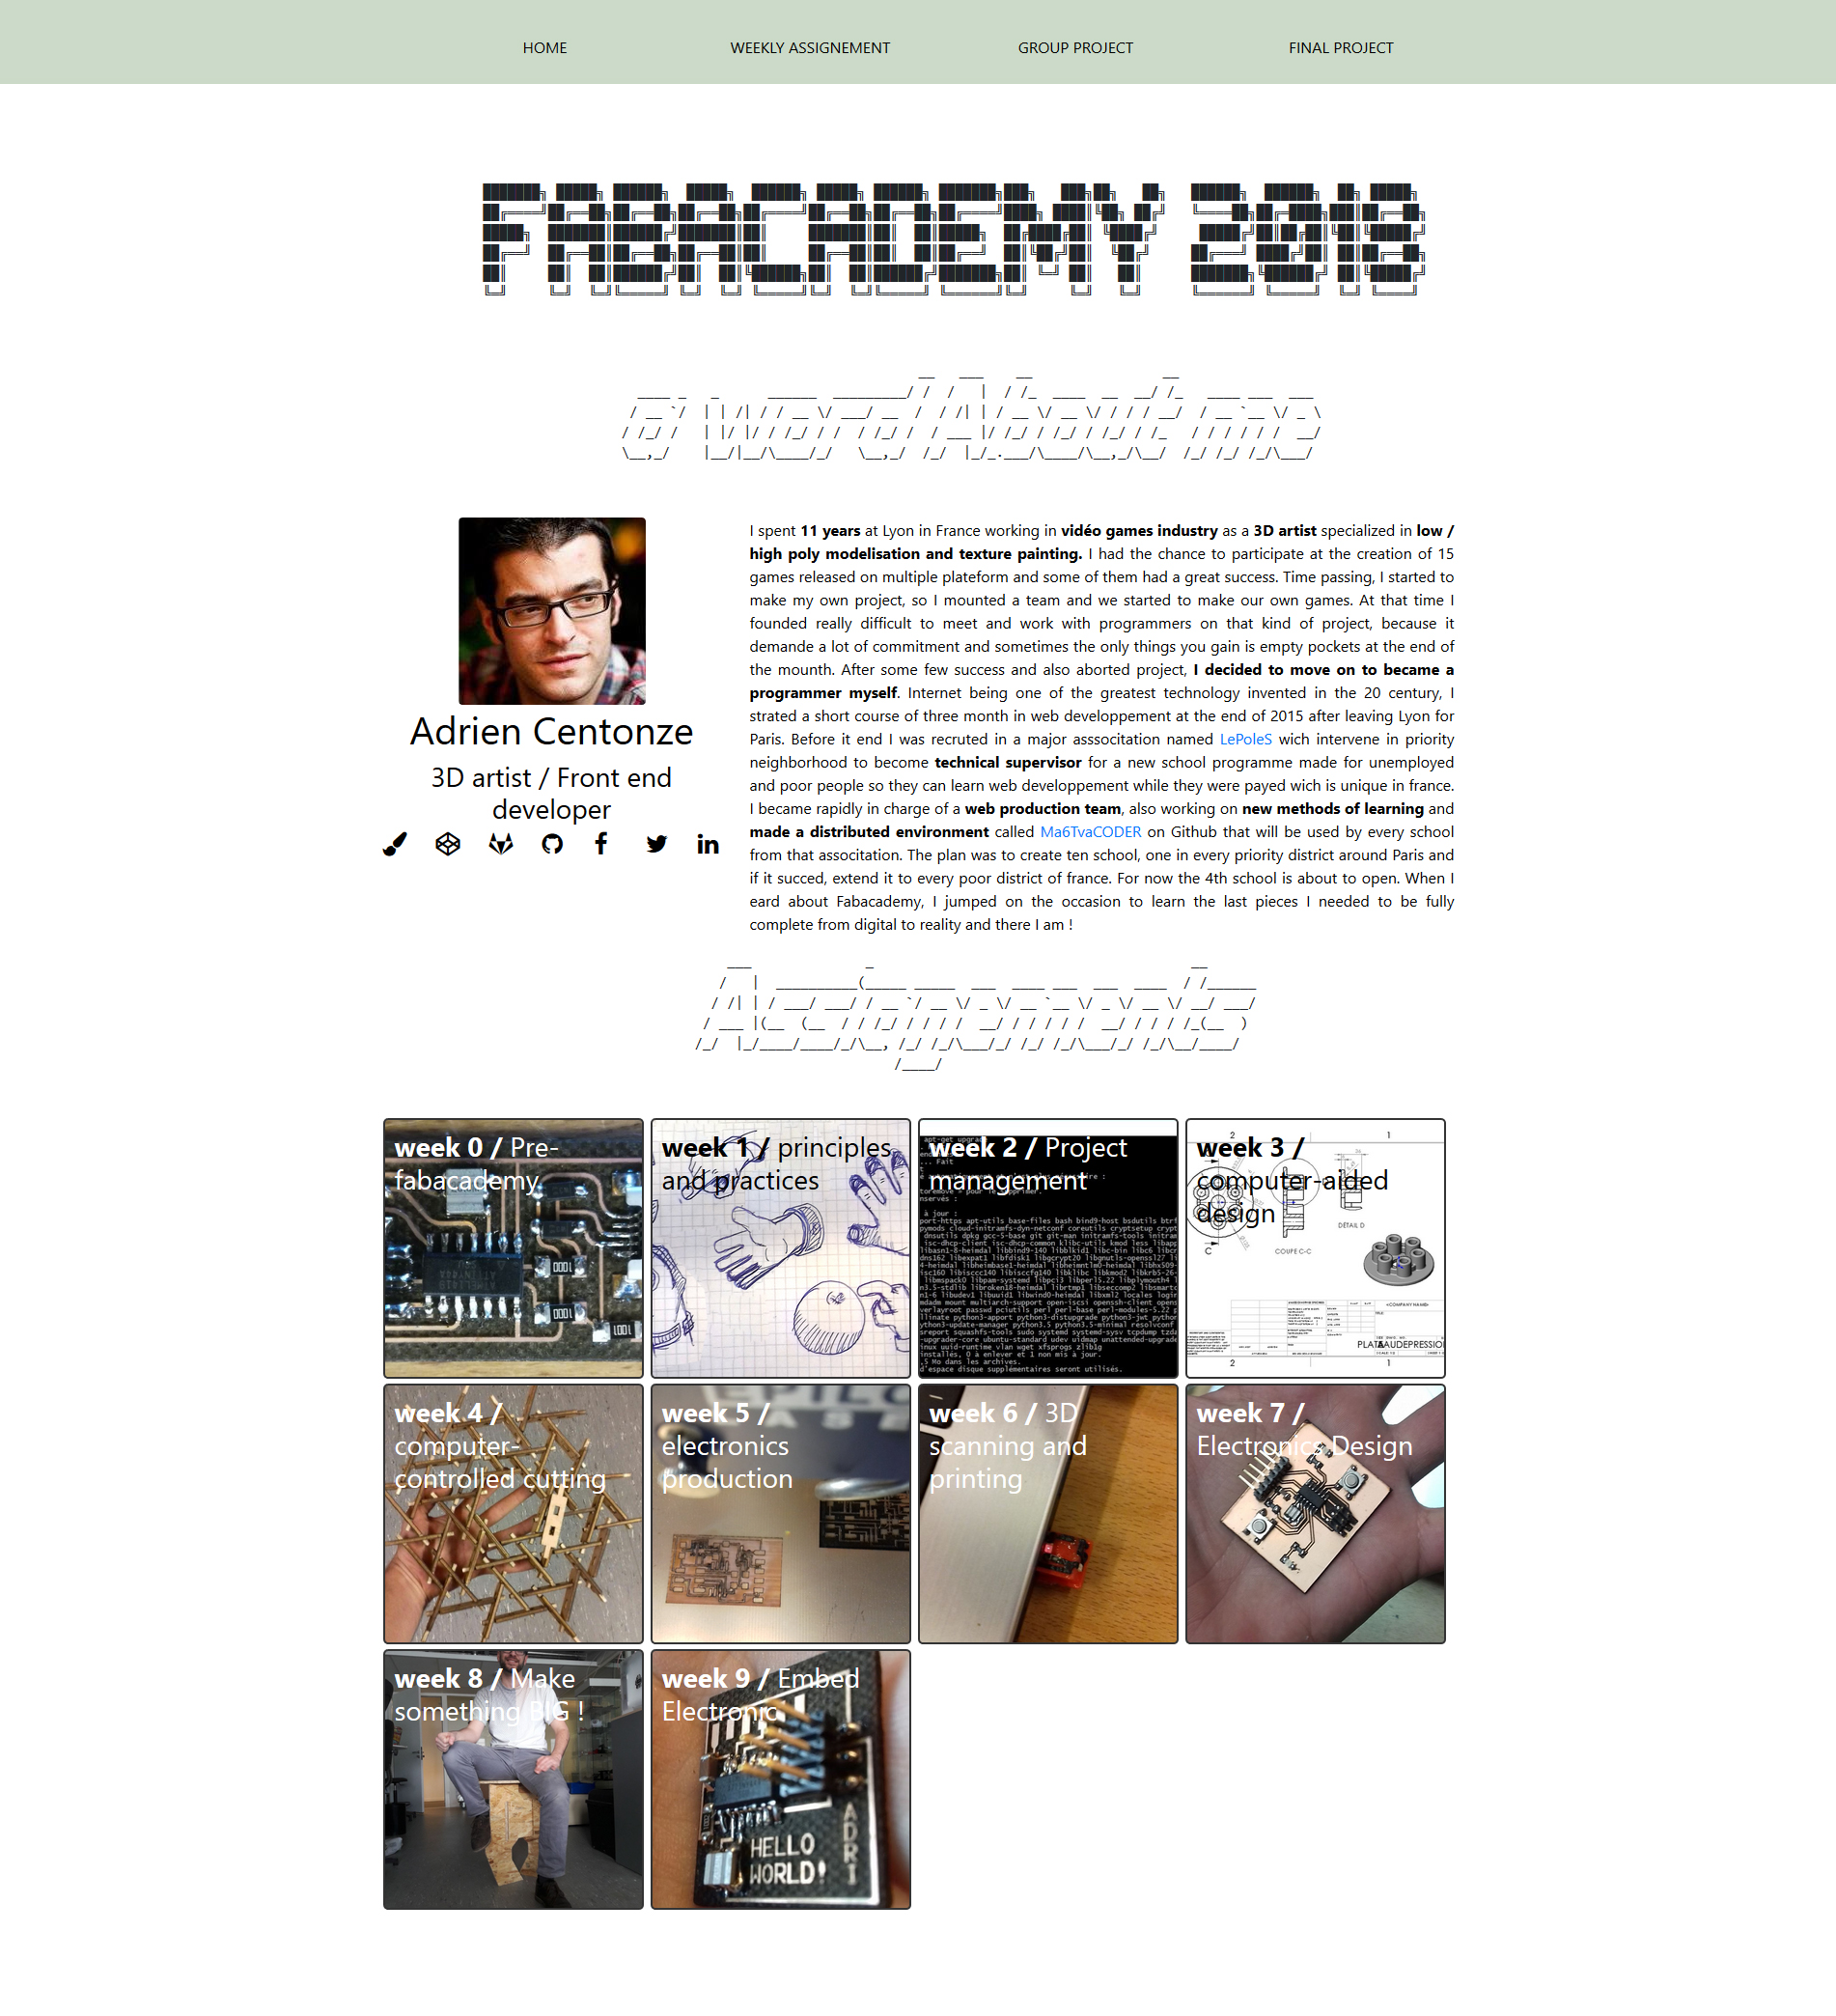 HOME WEEKLY ASSIGNEMENT GROUP PROJECT FINAL PROJECT
FABACADEMY 2018
a word About me
I spent 11 years at Lyon in France working in vidéo games industry as a 3D artist specialized in low /
high poly modelisation and texture painting. I had the chance to participate at the creation of 15
games released on multiple plateform and some of them had a great success. Time passing, I started to
make my own project, so I mounted a team and we started to make our own games. At that time I
founded really difficult to meet and work with programmers on that kind of project, because it
demande a lot of commitment and sometimes the only things you gain is empty pockets at the end of
the mounth. After some few success and also aborted project, I decided to move on to became a
programmer myself. Internet being one of the greatest technology invented in the 20 century, I
strated a short course of three month in web developpement at the end of 2015 after leaving Lyon for
Paris. Before it end I was recruted in a major asssocitation named LePoleS wich intervene in priority
neighborhood to become technical supervisor for a new school programme made for unemployed
and poor people so they can learn web developpement while they were payed wich is unique in france.
I became rapidly in charge of a web production team, also working on new methods of learning and
made a distributed environment called Ma6TvaCODER on Github that will be used by every school
from that associtation. The plan was to create ten school, one in every priority district around Paris and
if it succed, extend it to every poor district of france. For now the 4th school is about to open. When I
eard about Fabacademy, I jumped on the occasion to learn the last pieces I needed to be fully
complete from digital to reality and there I am !
Adrien Centonze
3D artist / Front end
developer
Assignements
week 0 / Pre-
fabacademy
week 1 / principles
and practices
week 2 / Project
management
week 3 /
computer-aided
design
DETAIL D
COUPE C-C
week 4 /
computer-
controlled cutting
week 5 /
electronics
production
week 6 / 3D
scanning and
printing
week 7 /
Electronics Design
week 8 / Make
something BIG !
week 9 / Embed
Electronic
HELLO
WORLD!
ADRI